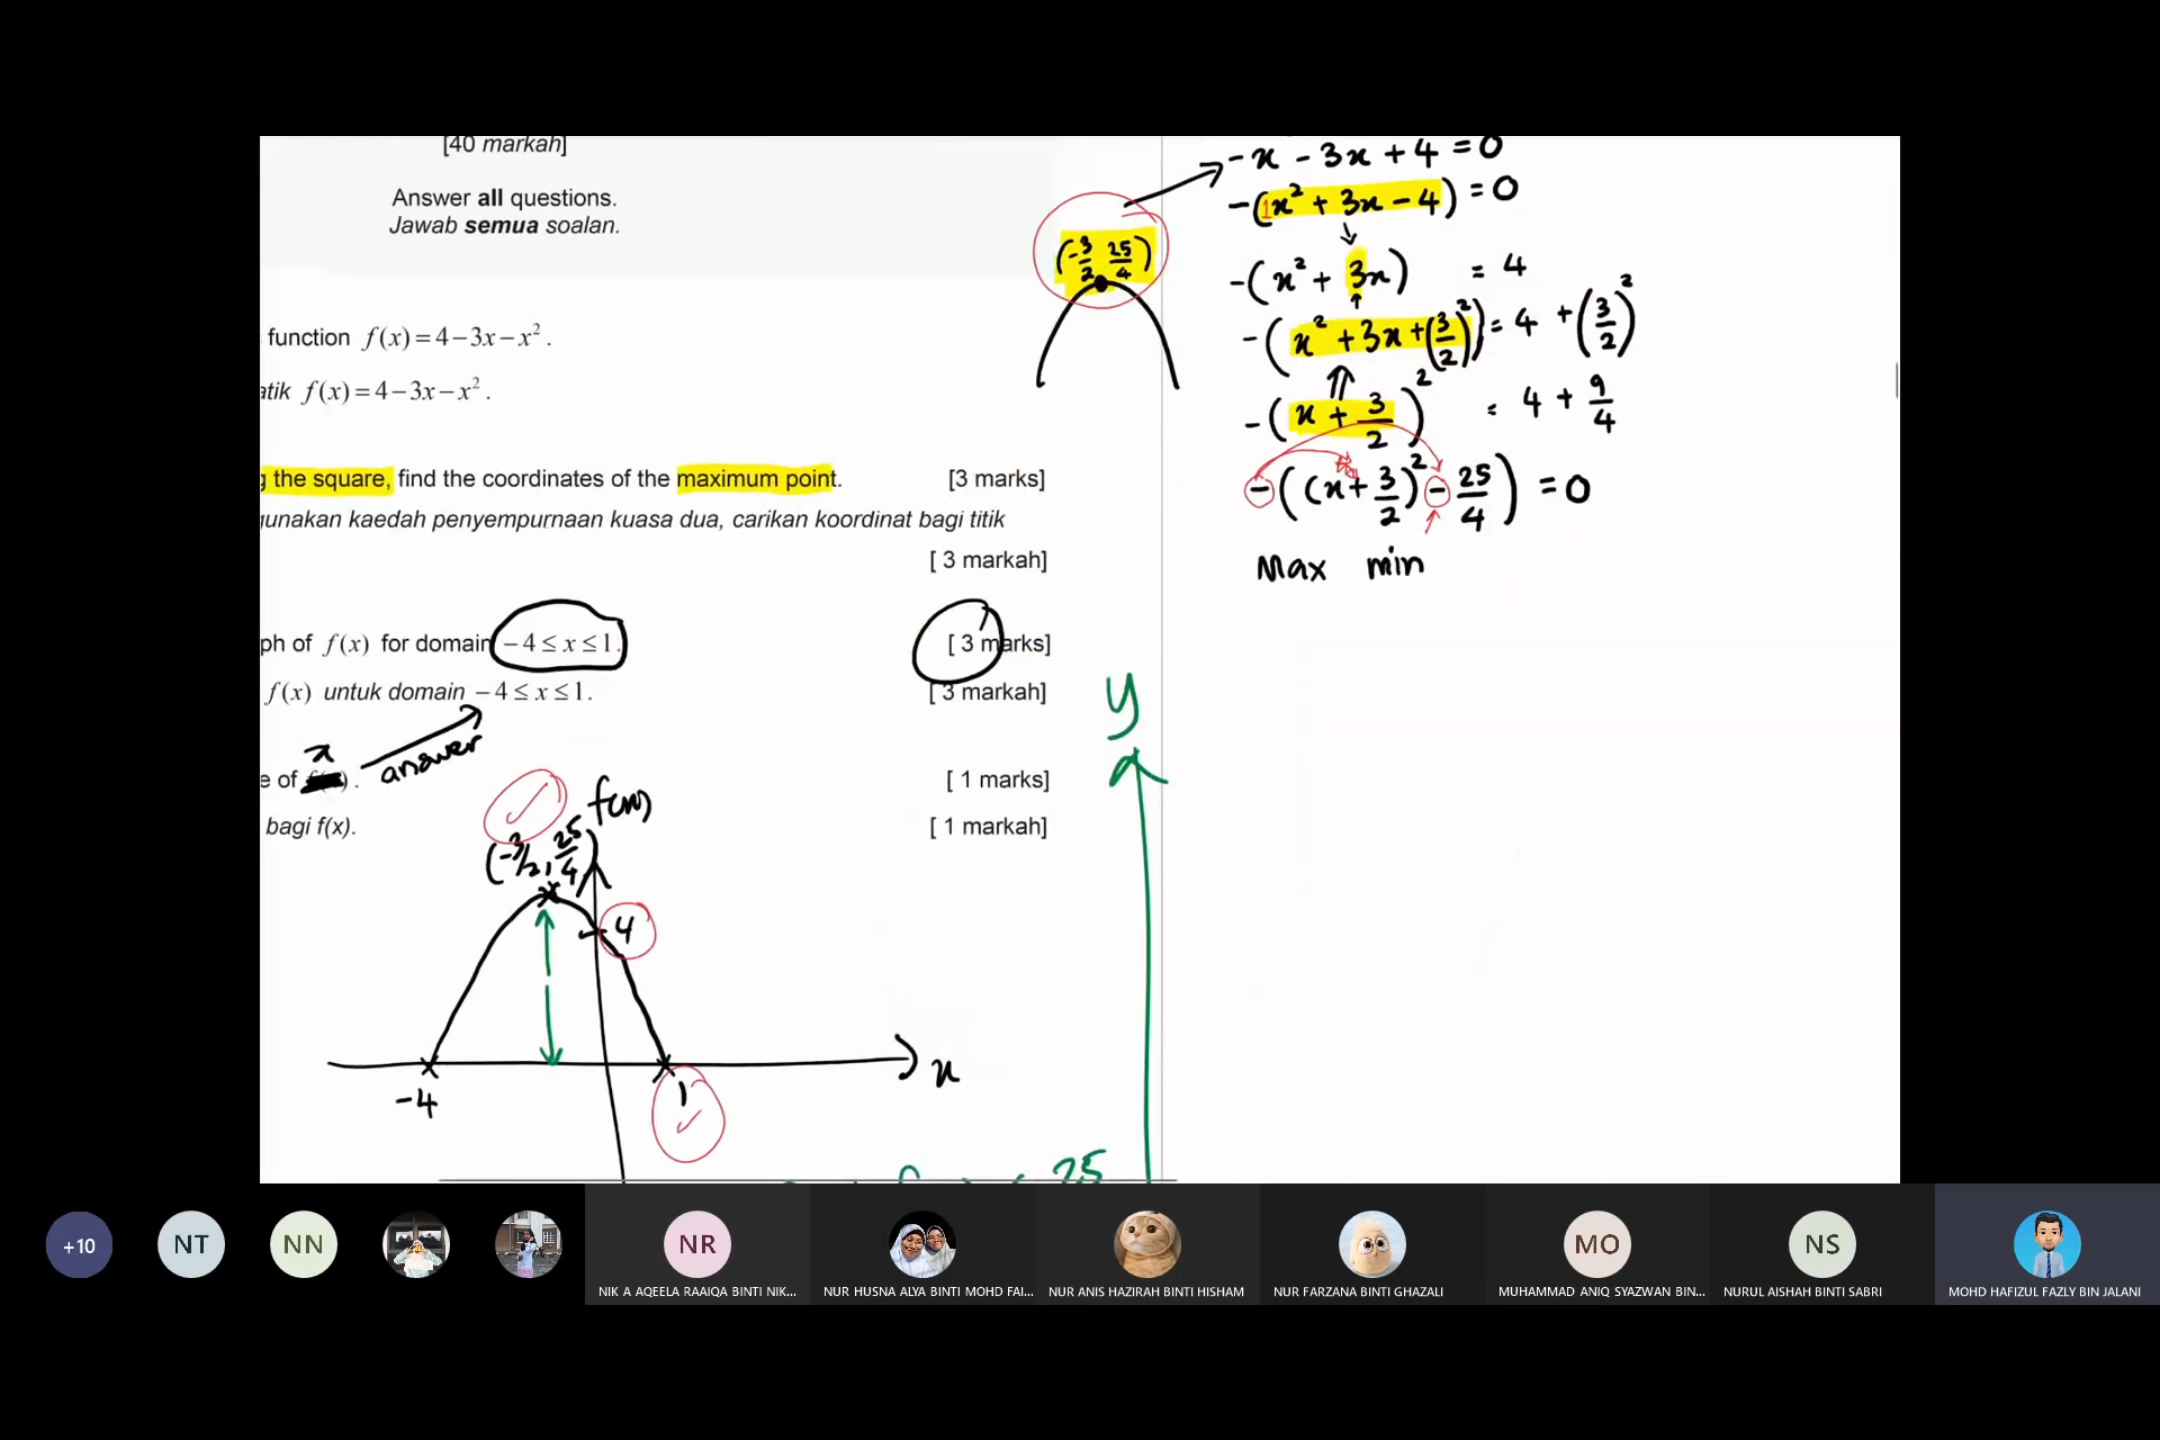 [40 markah]
Answer all questions.
Jawab semua soalan.
function f(x)=4−3x−x².
atik f(x)=4−3x−x².
g the square, find the coordinates of the maximum point. [3 marks]
gunakan kaedah penyempurnaan kuasa dua, carikan koordinat bagi titik
[ 3 markah]
ph of f(x) for domain −4≤x≤1. [ 3 marks]
f(x) untuk domain −4≤x≤1. [ 3 markah]
x
answer
e of . [ 1 marks]
bagi f(x). [ 1 markah]
f(x)
(-3/2, 25/4)
4
-4
1
x
25
y
(-3/2 25/4)
-x - 3x + 4 = 0
-(1x² + 3x - 4) = 0
-(x² + 3x) = 4
-(x² + 3x + (3/2)²) = 4 + (3/2)²
-(x + 3/2)² = 4 + 9/4
-((x + 3/2)² - 25/4) = 0
Max min
+10
NT
NN
NR
NIK A AQEELA RAAIQA BINTI NIK...
NUR HUSNA ALYA BINTI MOHD FAI...
NUR ANIS HAZIRAH BINTI HISHAM
NUR FARZANA BINTI GHAZALI
MO
MUHAMMAD ANIQ SYAZWAN BIN...
NS
NURUL AISHAH BINTI SABRI
MOHD HAFIZUL FAZLY BIN JALANI